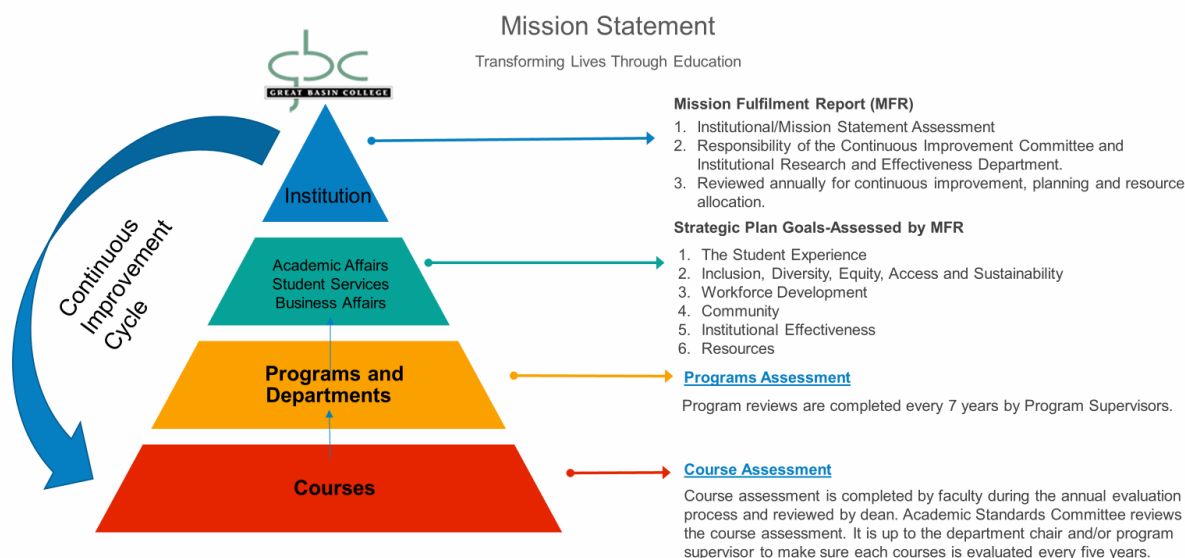 Mission Statement
Transforming Lives Through Education
gbc
GREAT BASIN COLLEGE
Institution
Academic Affairs
Student Services
Business Affairs
Programs and
Departments
Courses
Continuous
Improvement
Cycle
Mission Fulfilment Report (MFR)
1. Institutional/Mission Statement Assessment
2. Responsibility of the Continuous Improvement Committee and
Institutional Research and Effectiveness Department.
3. Reviewed annually for continuous improvement, planning and resource
allocation.
Strategic Plan Goals-Assessed by MFR
1. The Student Experience
2. Inclusion, Diversity, Equity, Access and Sustainability
3. Workforce Development
4. Community
5. Institutional Effectiveness
6. Resources
Programs Assessment
Program reviews are completed every 7 years by Program Supervisors.
Course Assessment
Course assessment is completed by faculty during the annual evaluation
process and reviewed by dean. Academic Standards Committee reviews
the course assessment. It is up to the department chair and/or program
supervisor to make sure each courses is evaluated every five years.